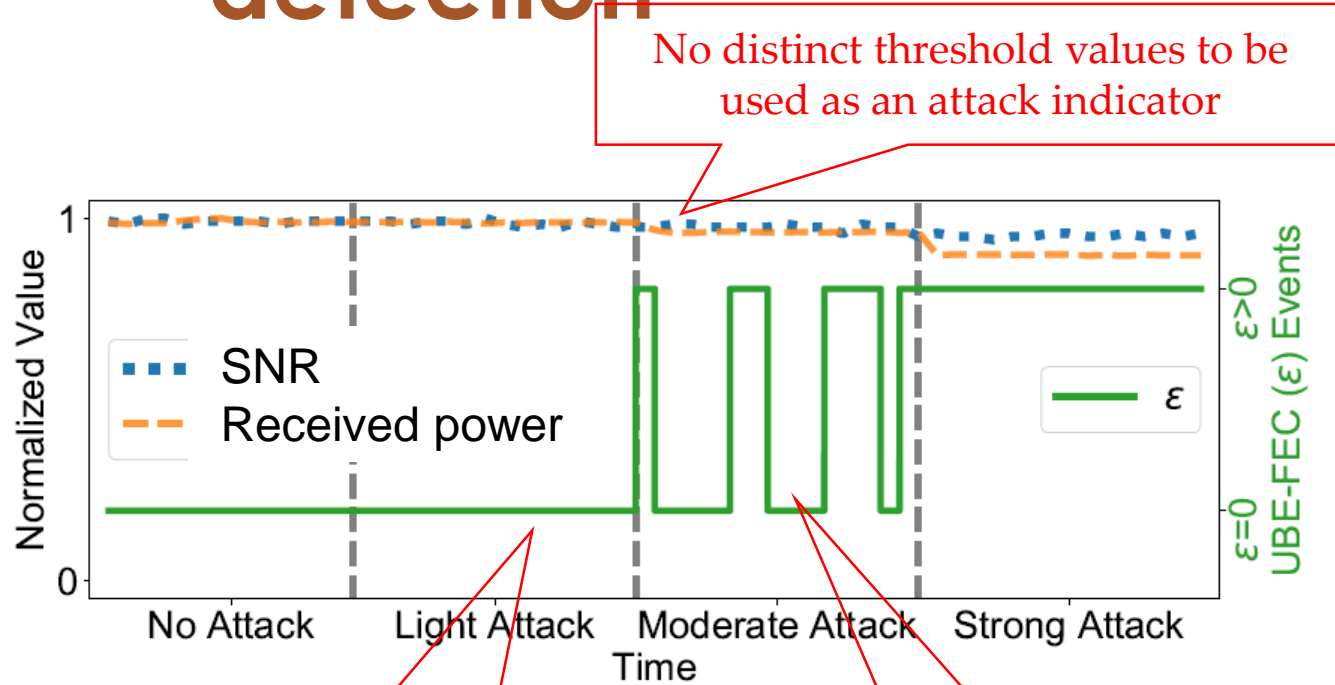 detection
No distinct threshold values to be
used as an attack indicator
1
0
Normalized Value
SNR
Received power
ε
ε>0
ε=0
UBE-FEC (ε) Events
No Attack
Light Attack
Moderate Attack
Strong Attack
Time